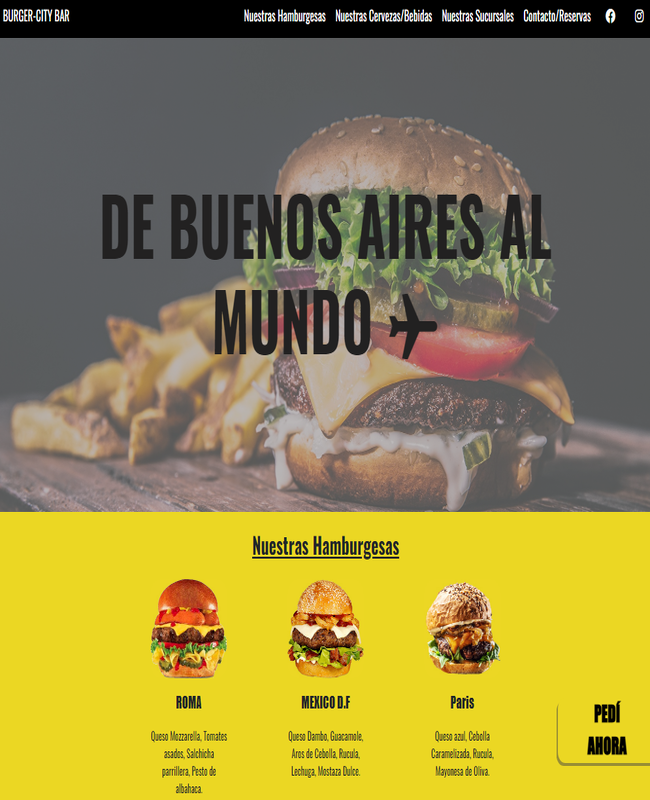 BURGER-CITY BAR
Nuestras Hamburgesas Nuestras Cervezas/Bebidas Nuestras Sucursales Contacto/Reservas
DE BUENOS AIRES AL
MUNDO
Nuestras Hamburgesas
ROMA
Queso Mozzarella, Tomates
asados, Salchicha
parrillera, Pesto de
albahaca.
MEXICO D.F
Queso Dambo, Guacamole,
Aros de Cebolla, Rucula,
Lechuga, Mostaza Dulce.
Paris
Queso azul, Cebolla
Caramelizada, Rucula,
Mayonesa de Oliva.
PEDÍ
AHORA